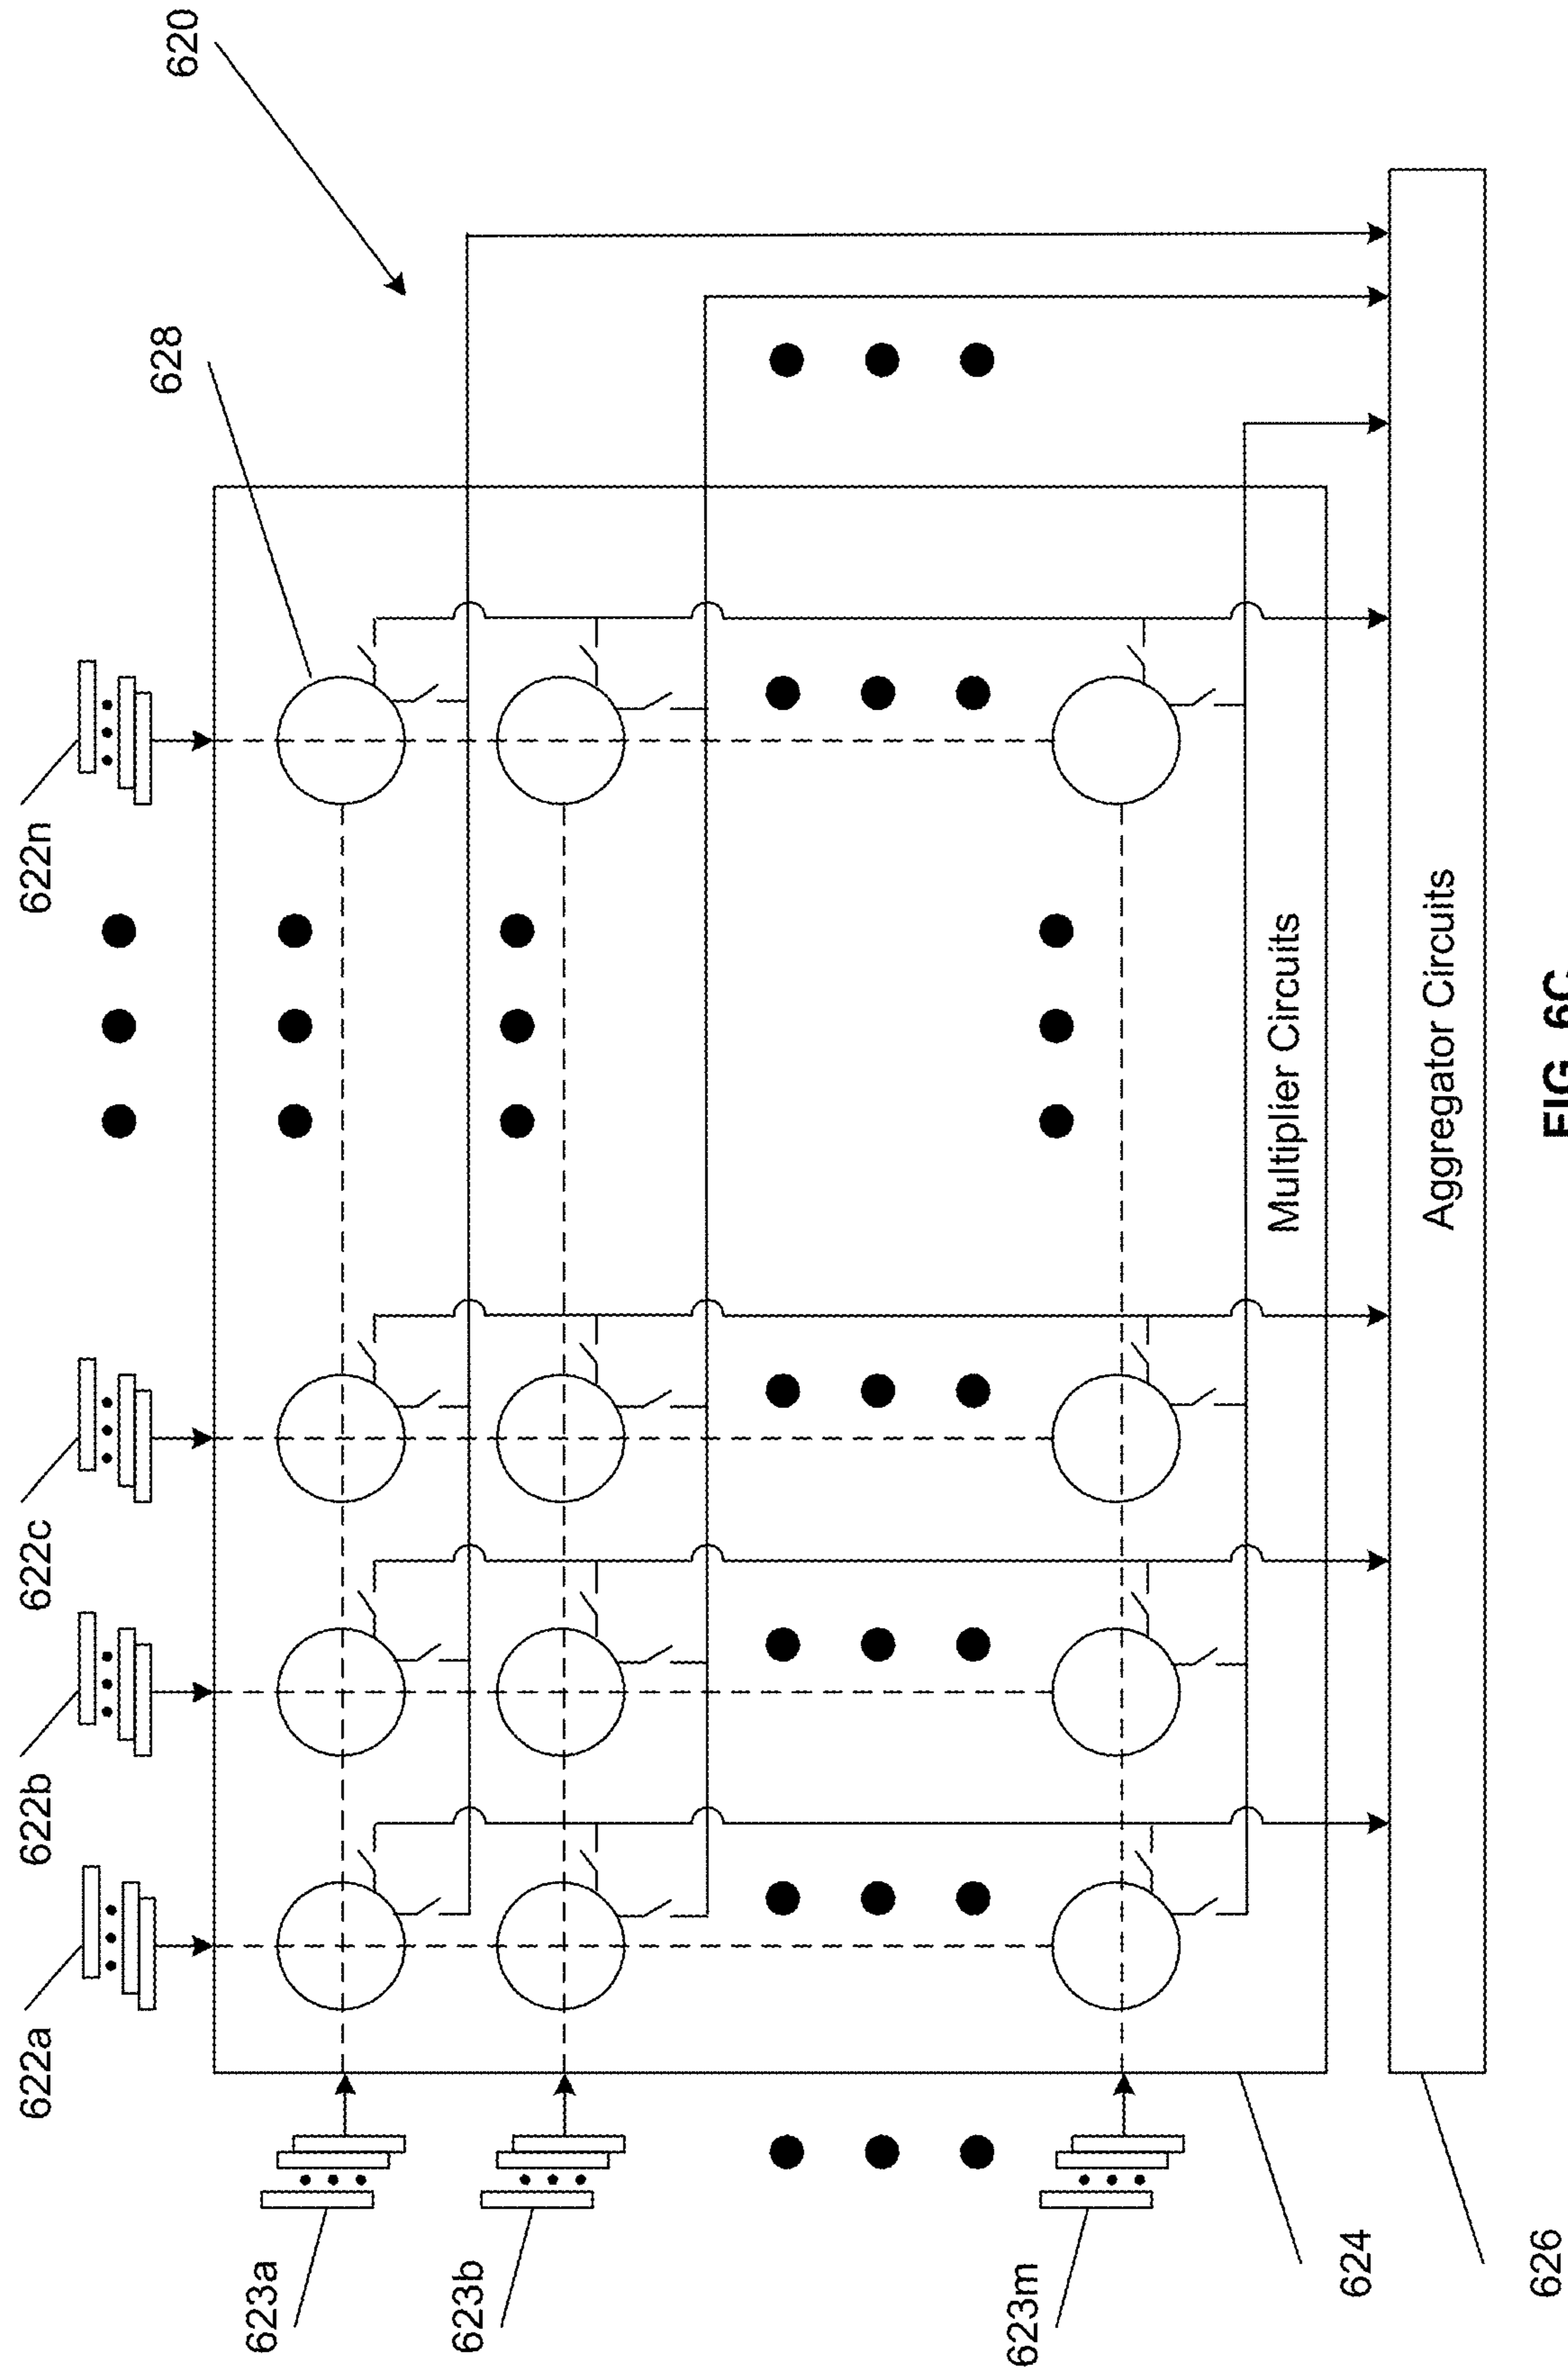 620
628
622n
622c
622b
622a
623a
623b
623m
Multiplier Circuits
624
Aggregator Circuits
626
FIG. 6C